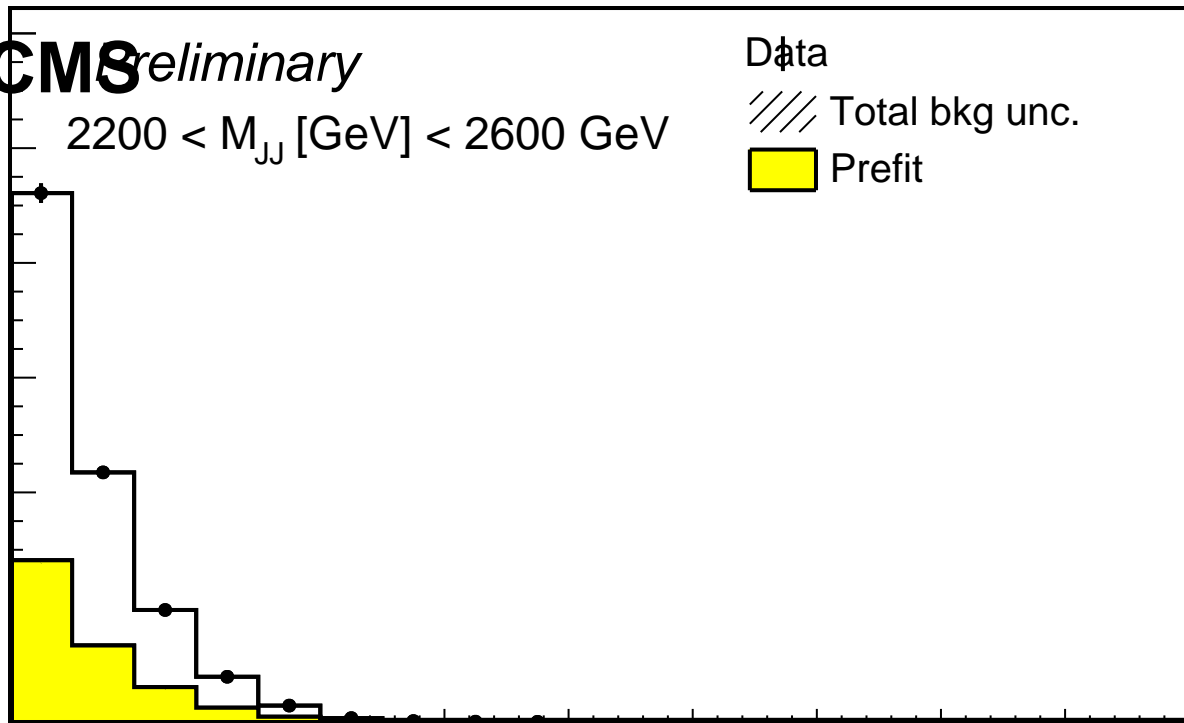 CMS Preliminary
2200 < M_JJ [GeV] < 2600 GeV
Data
Total bkg unc.
Prefit